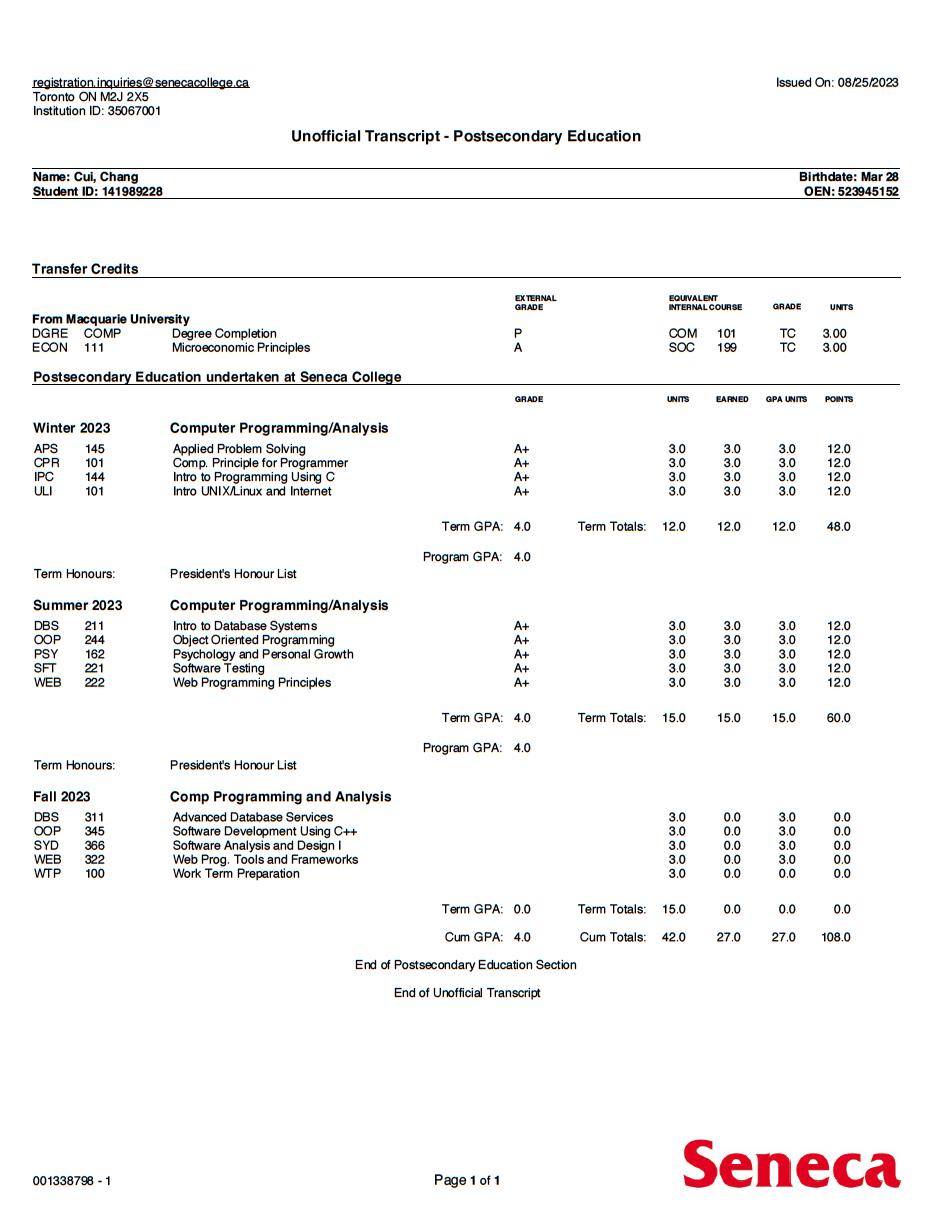 registration.inquiries@senecacollege.ca Issued On: 08/25/2023
Toronto ON M2J 2X5
Institution ID: 35067001
Unofficial Transcript - Postsecondary Education
Name: Cui, Chang Birthdate: Mar 28
Student ID: 141989228 OEN: 523945152
Transfer Credits
EXTERNAL GRADE EQUIVALENT INTERNAL COURSE GRADE UNITS
From Macquarie University
DGRE COMP Degree Completion P COM 101 TC 3.00
ECON 111 Microeconomic Principles A SOC 199 TC 3.00
Postsecondary Education undertaken at Seneca College
GRADE UNITS EARNED GPA UNITS POINTS
Winter 2023 Computer Programming/Analysis
APS 145 Applied Problem Solving A+ 3.0 3.0 3.0 12.0
CPR 101 Comp. Principle for Programmer A+ 3.0 3.0 3.0 12.0
IPC 144 Intro to Programming Using C A+ 3.0 3.0 3.0 12.0
ULI 101 Intro UNIX/Linux and Internet A+ 3.0 3.0 3.0 12.0
Term GPA: 4.0 Term Totals: 12.0 12.0 12.0 48.0
Program GPA: 4.0
Term Honours: President's Honour List
Summer 2023 Computer Programming/Analysis
DBS 211 Intro to Database Systems A+ 3.0 3.0 3.0 12.0
OOP 244 Object Oriented Programming A+ 3.0 3.0 3.0 12.0
PSY 162 Psychology and Personal Growth A+ 3.0 3.0 3.0 12.0
SFT 221 Software Testing A+ 3.0 3.0 3.0 12.0
WEB 222 Web Programming Principles A+ 3.0 3.0 3.0 12.0
Term GPA: 4.0 Term Totals: 15.0 15.0 15.0 60.0
Program GPA: 4.0
Term Honours: President's Honour List
Fall 2023 Comp Programming and Analysis
DBS 311 Advanced Database Services 3.0 0.0 3.0 0.0
OOP 345 Software Development Using C++ 3.0 0.0 3.0 0.0
SYD 366 Software Analysis and Design I 3.0 0.0 3.0 0.0
WEB 322 Web Prog. Tools and Frameworks 3.0 0.0 3.0 0.0
WTP 100 Work Term Preparation 3.0 0.0 3.0 0.0
Term GPA: 0.0 Term Totals: 15.0 0.0 0.0 0.0
Cum GPA: 4.0 Cum Totals: 42.0 27.0 27.0 108.0
End of Postsecondary Education Section
End of Unofficial Transcript
001338798 - 1 Page 1 of 1 Seneca